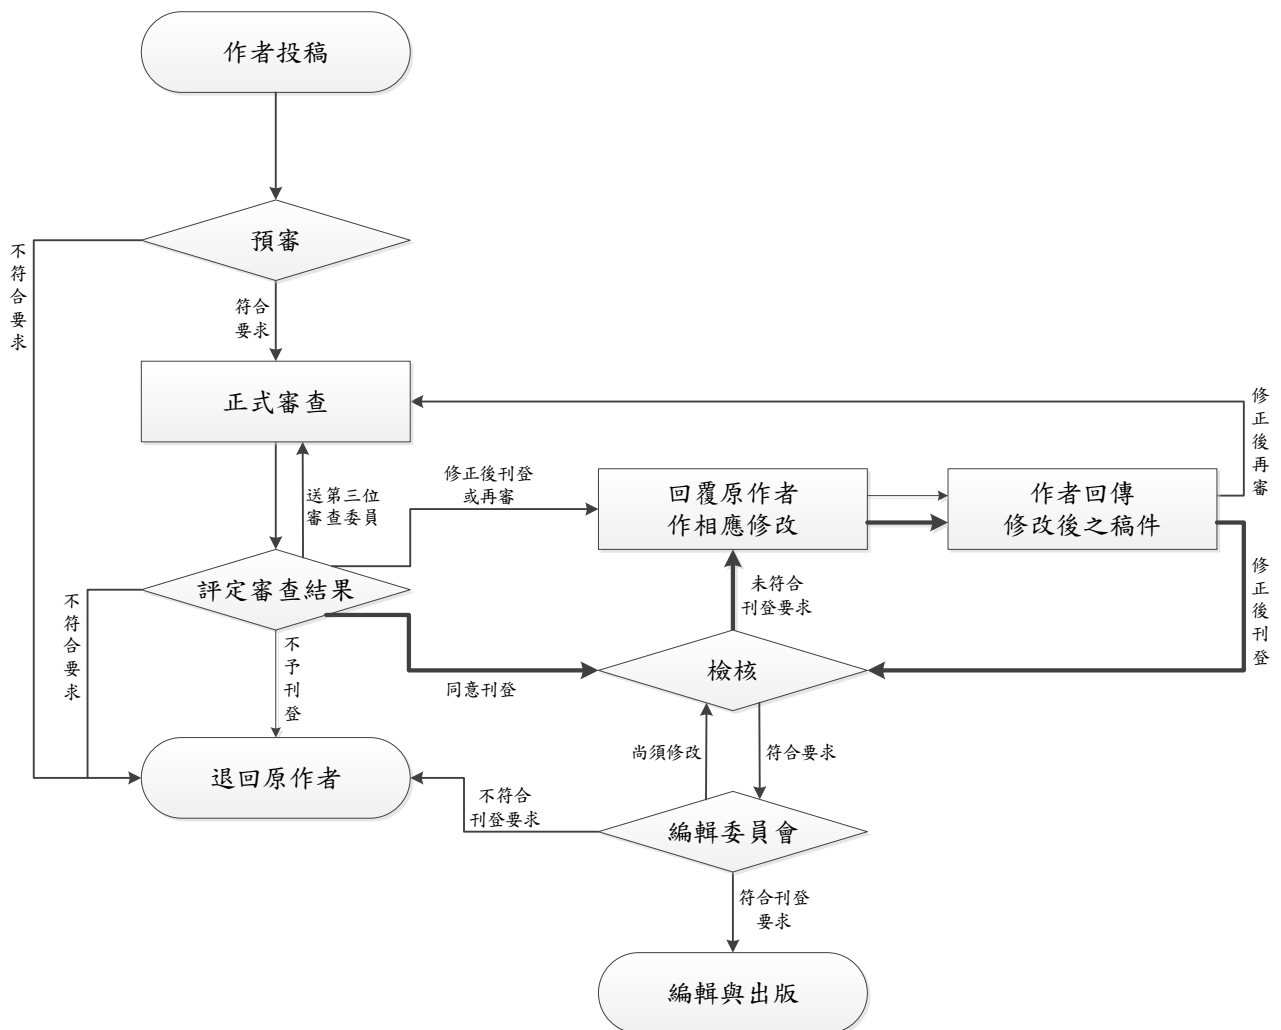 作者投稿
預審
不符合要求
符合
要求
正式審查
修正後再審
送第三位
審查委員
修正後刊登
或再審
回覆原作者
作相應修改
作者回傳
修改後之稿件
評定審查結果
不符合要求
不予刊登
未符合
刊登要求
修正後刊登
同意刊登
檢核
尚須修改
符合要求
退回原作者
不符合
刊登要求
編輯委員會
符合刊登
要求
編輯與出版